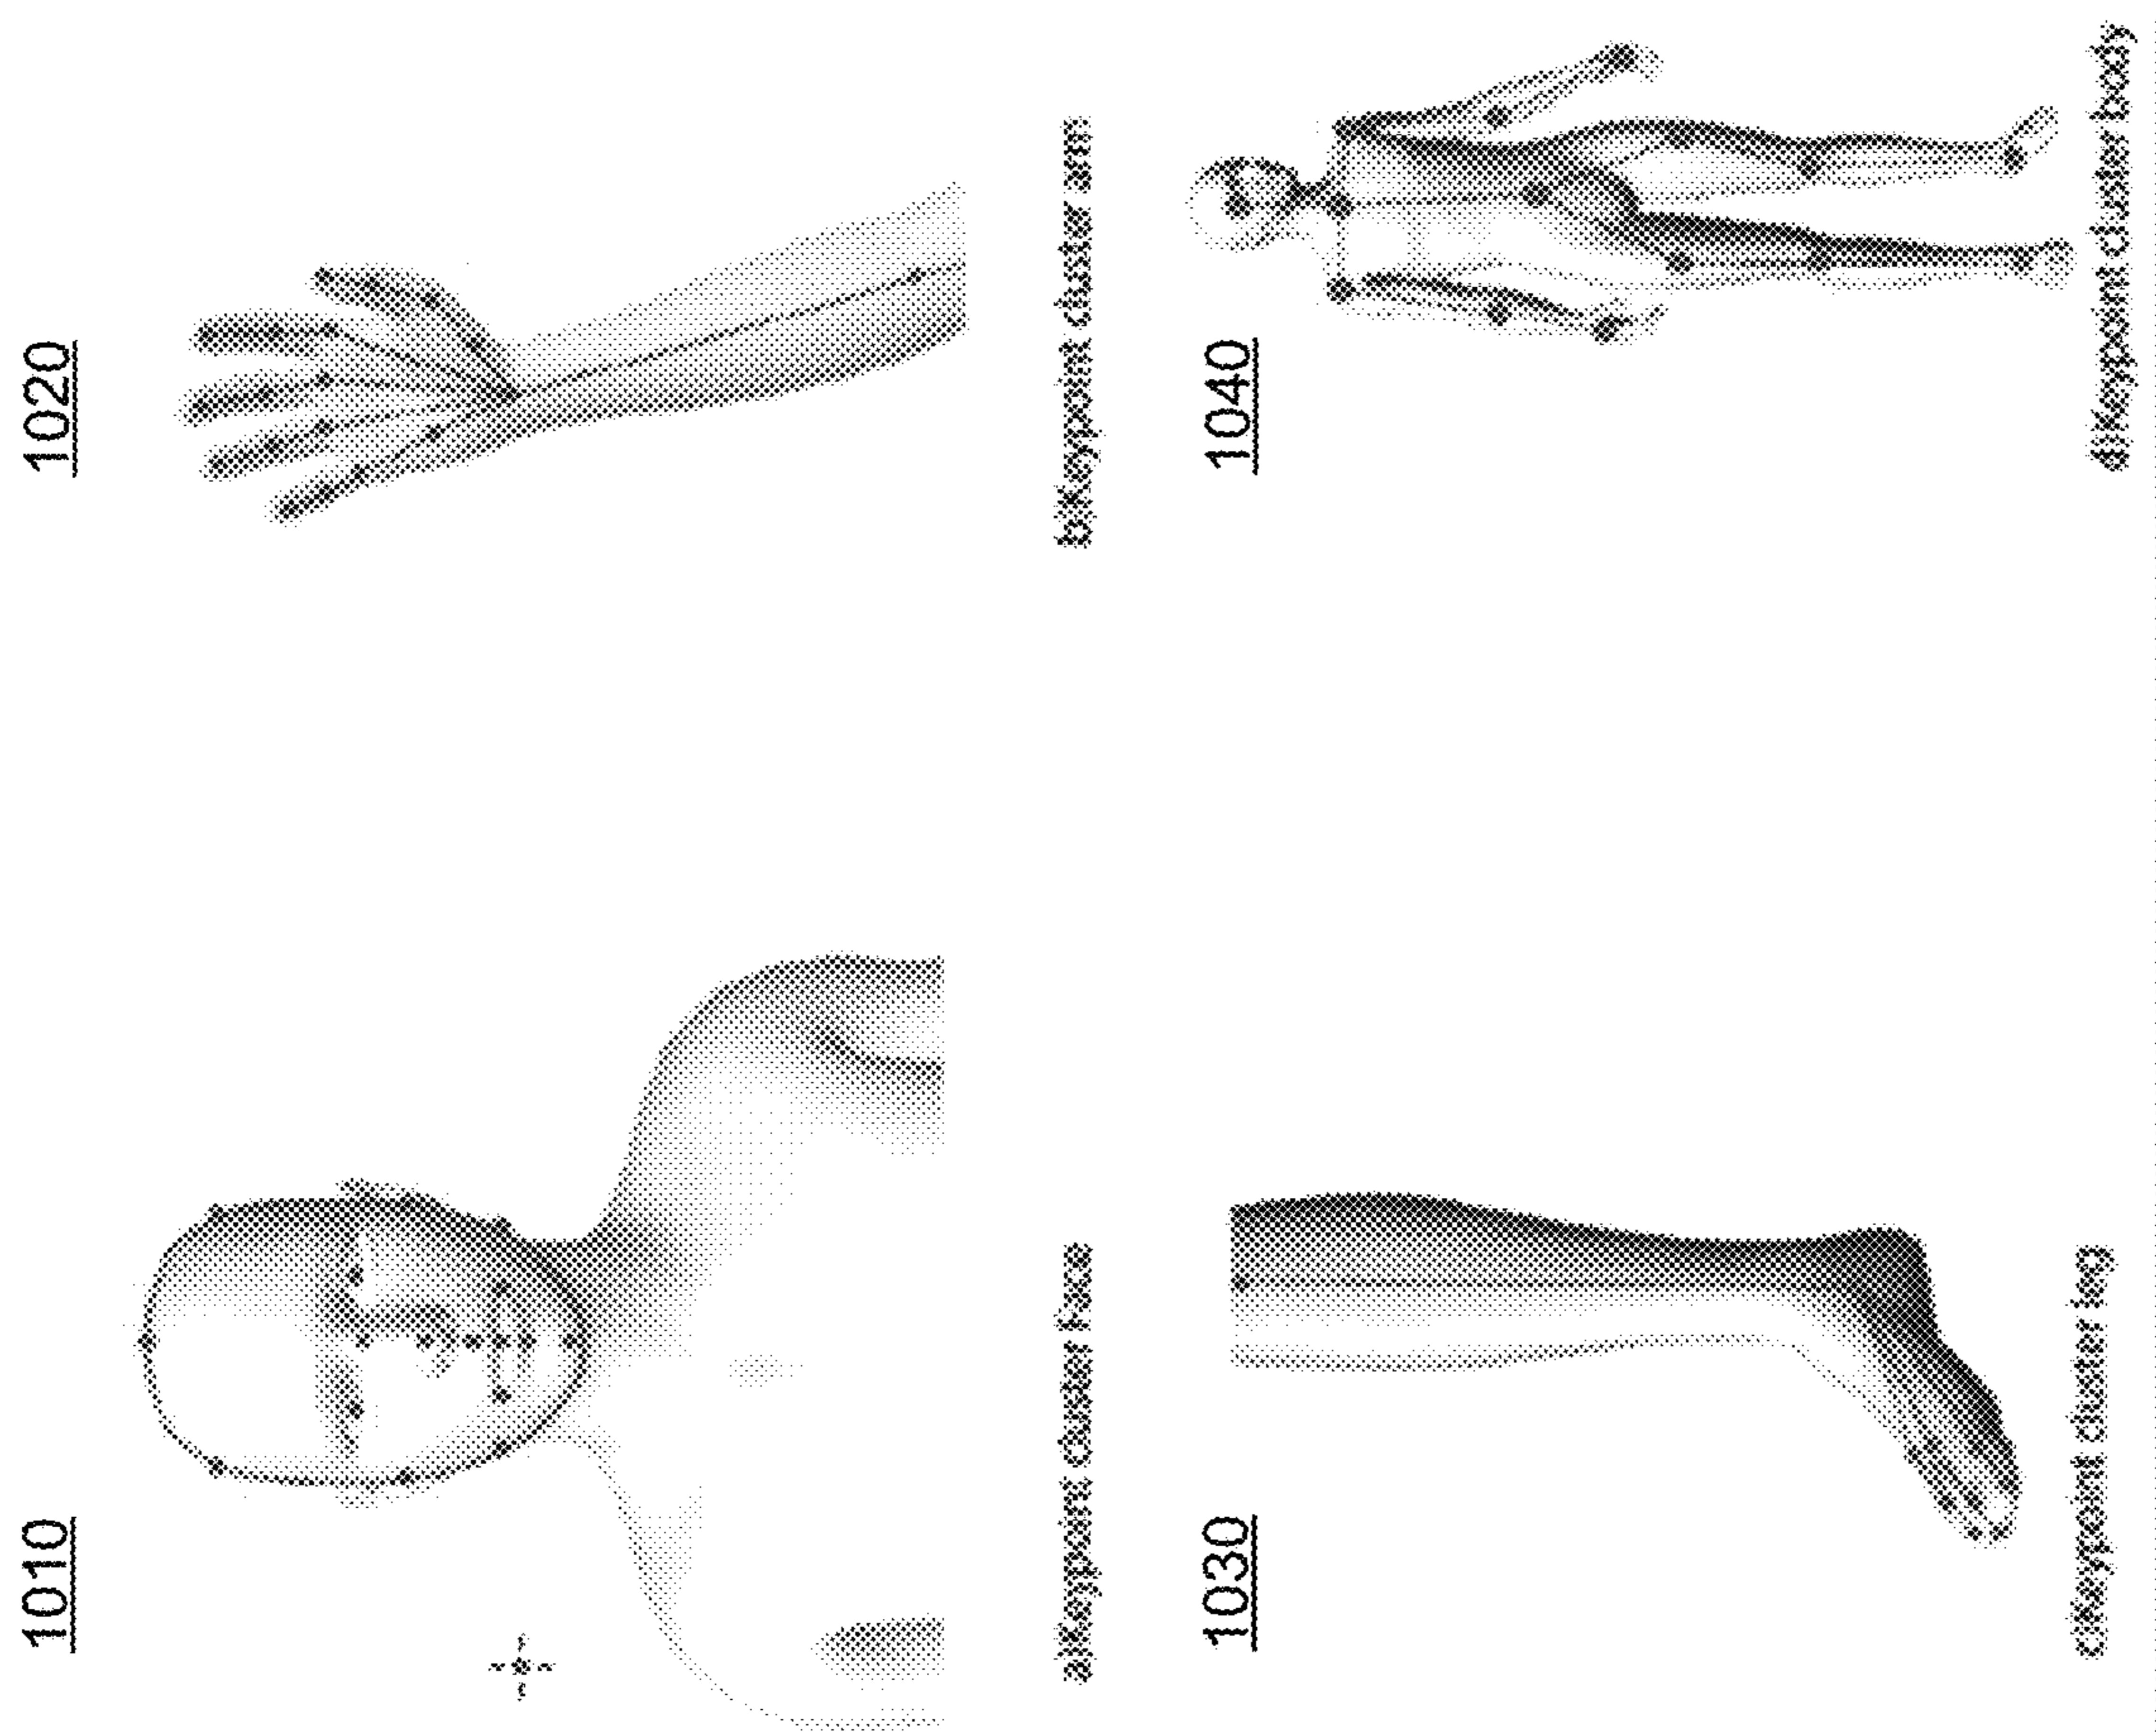 1010
1020
a)Keypoint cluster Face
b)Keypoint cluster arm
1030
1040
c)Keypoint cluster leg
d)Keypoint cluster body